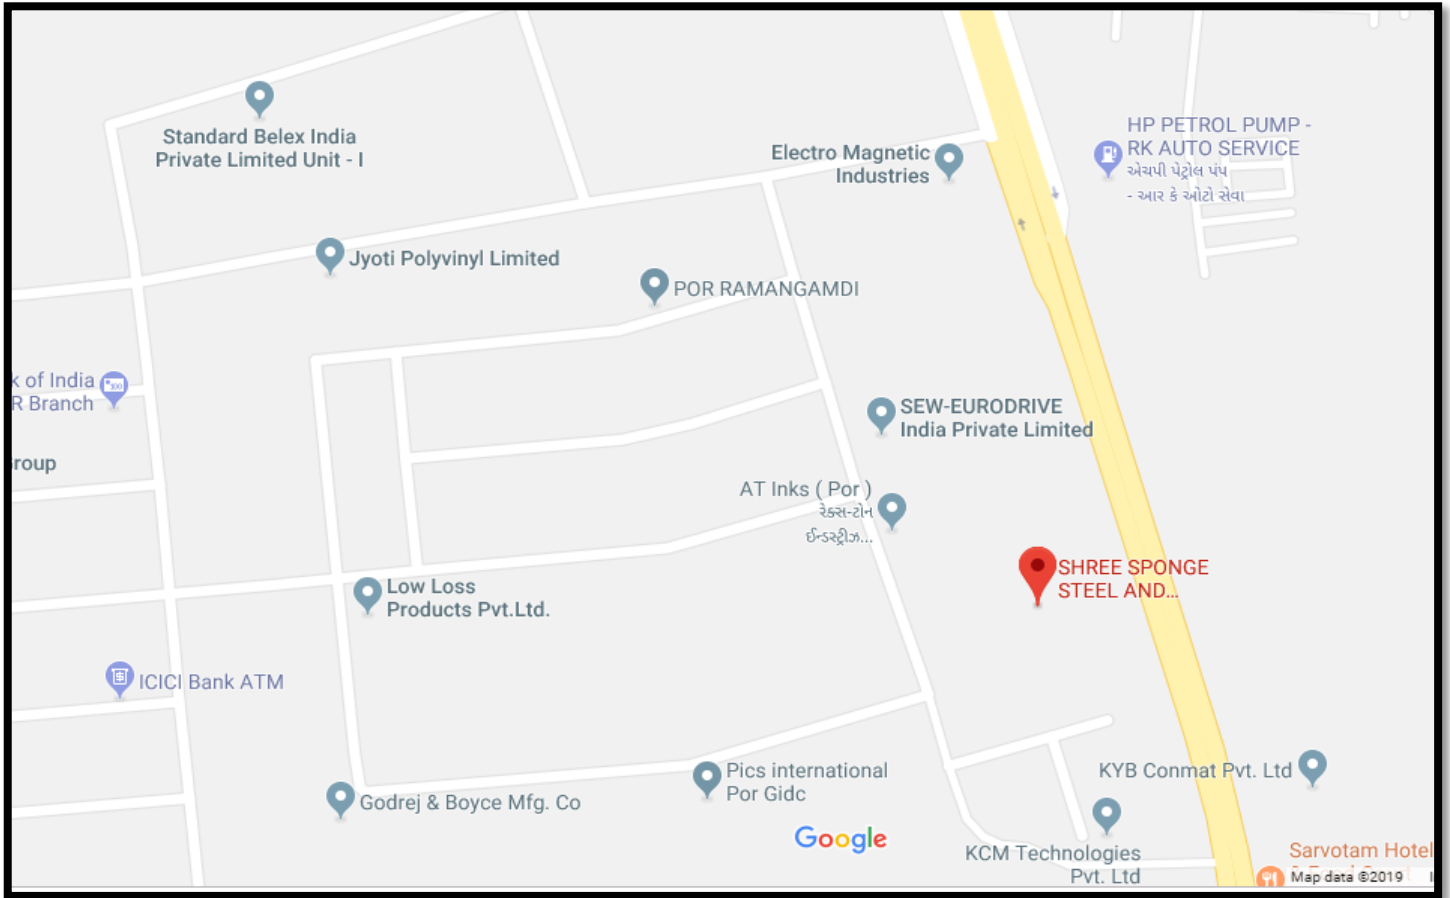 HP PETROL PUMP -
RK AUTO SERVICE
એચપી પેટ્રોલ પંપ
- આર કે ઓટો સેવા
Standard Belex India
Private Limited Unit - I
Electro Magnetic
Industries
Jyoti Polyvinyl Limited
POR RAMANGAMDI
k of India
R Branch
SEW-EURODRIVE
India Private Limited
roup
AT Inks ( Por )
રેક્સ-ટોન
ઈન્ડસ્ટ્રીઝ...
SHREE SPONGE
STEEL AND...
Low Loss
Products Pvt.Ltd.
ICICI Bank ATM
Pics international
Por Gidc
KYB Conmat Pvt. Ltd
Godrej & Boyce Mfg. Co
Google
KCM Technologies
Pvt. Ltd
Sarvotam Hotel
Map data ©2019